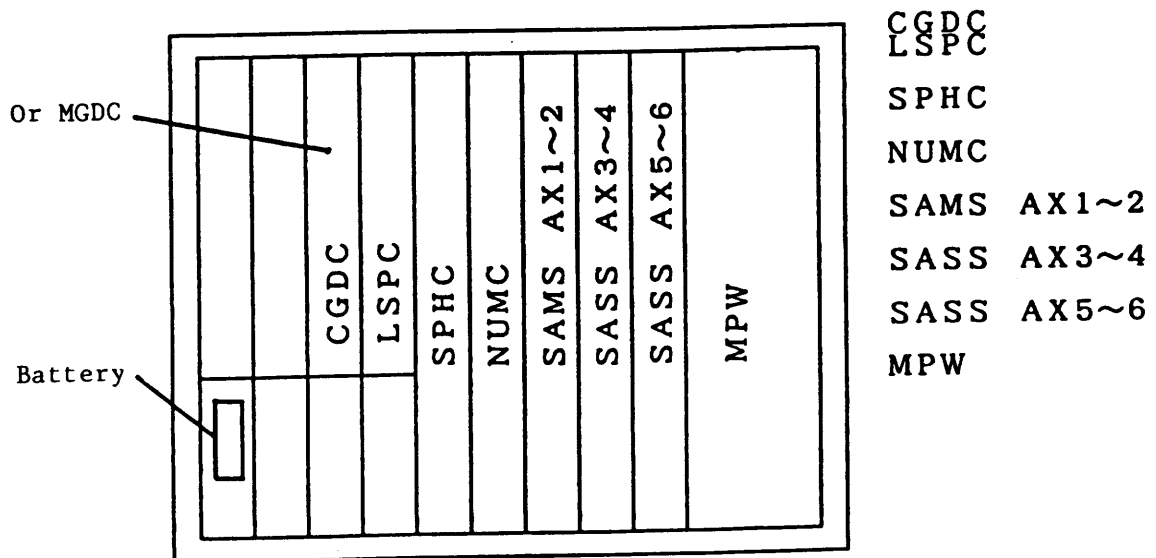 Or MGDC
Battery
CGDC
LSPC
SPHC
NUMC
SAMS AX1~2
SASS AX3~4
SASS AX5~6
MPW
CGDC
LSPC
SPHC
NUMC
SAMS AX1~2
SASS AX3~4
SASS AX5~6
MPW